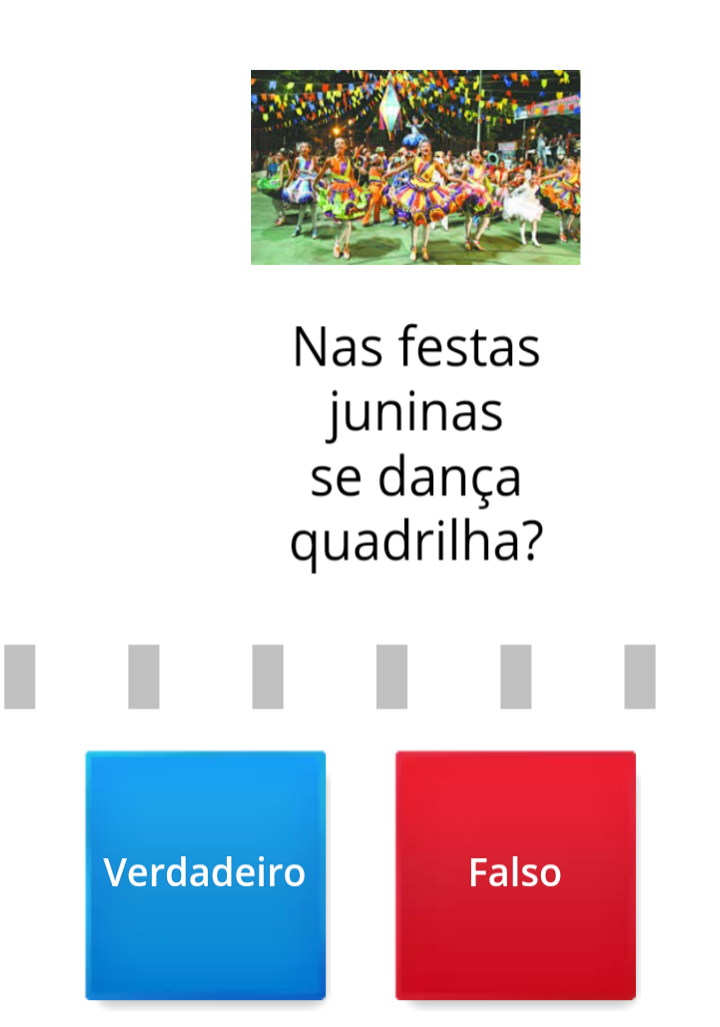 Nas festas
juninas
se dança
quadrilha?
Verdadeiro
Falso